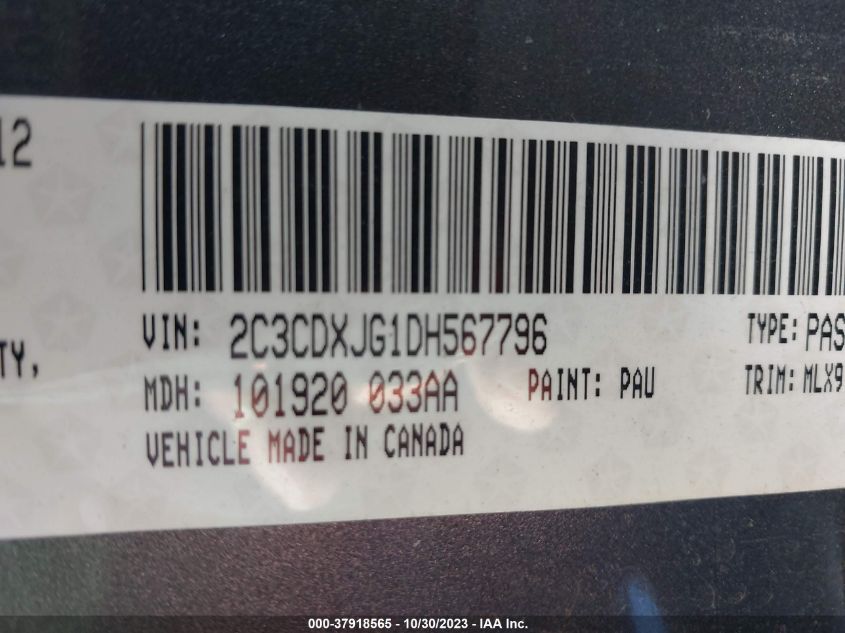 12
VIN: 2C3CDXJG1DH567796 TYPE: PAS
TY,
MDH: 101920 033AA PAINT: PAU TRIM: MLX9
VEHICLE MADE IN CANADA
000-37918565 | 10/30/2023 - IAA Inc.